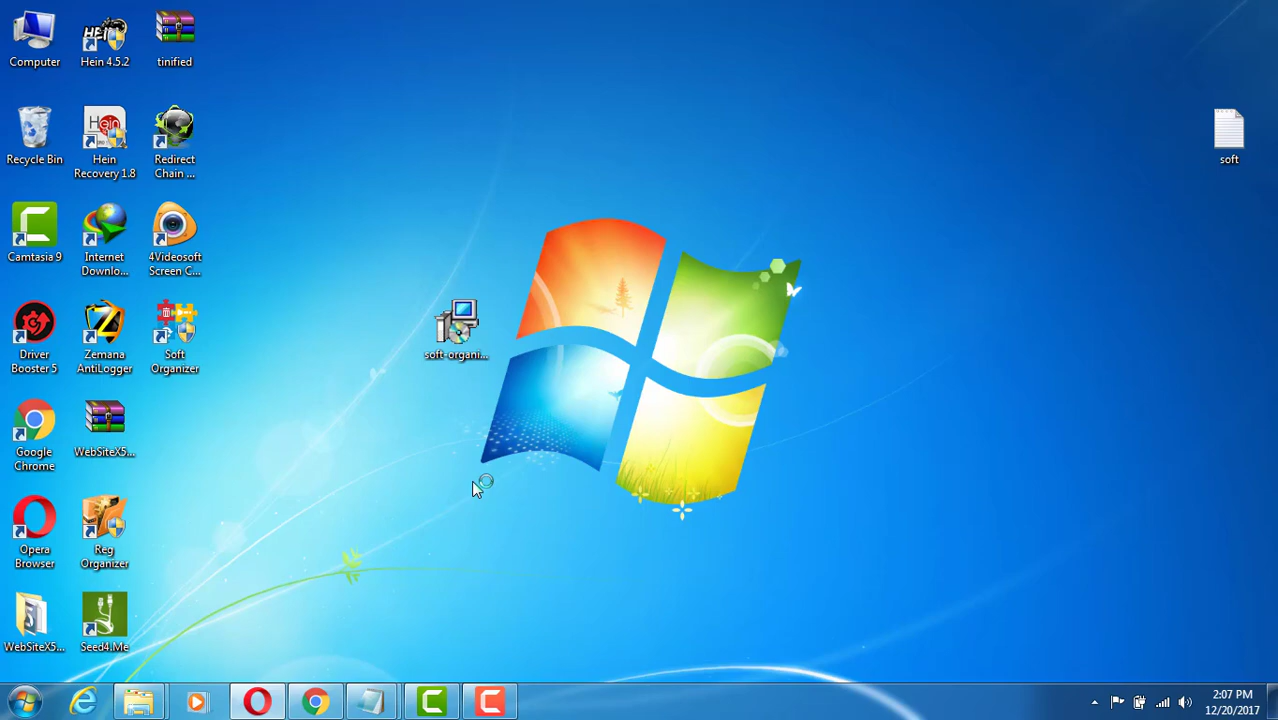 Computer
Hein 4.5.2
tinified
Recycle Bin
Hein
Recovery 1.8
Redirect
Chain ...
soft
Camtasia 9
Internet
Downlo...
4Videosoft
Screen C...
Driver
Booster 5
Zemana
AntiLogger
Soft
Organizer
soft-organi...
Google
Chrome
WebSiteX5...
Opera
Browser
Reg
Organizer
WebSiteX5...
Seed4.Me
2:07 PM
12/20/2017